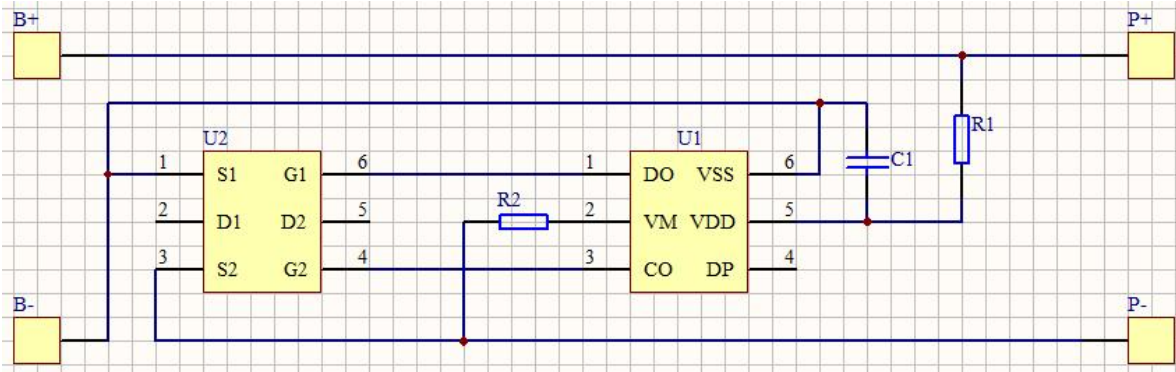 B+
P+
U2
U1
R1
1 S1 G1 6
1 DO VSS 6
C1
R2
2 D1 D2 5
2 VM VDD 5
3 S2 G2 4
3 CO DP 4
B-
P-